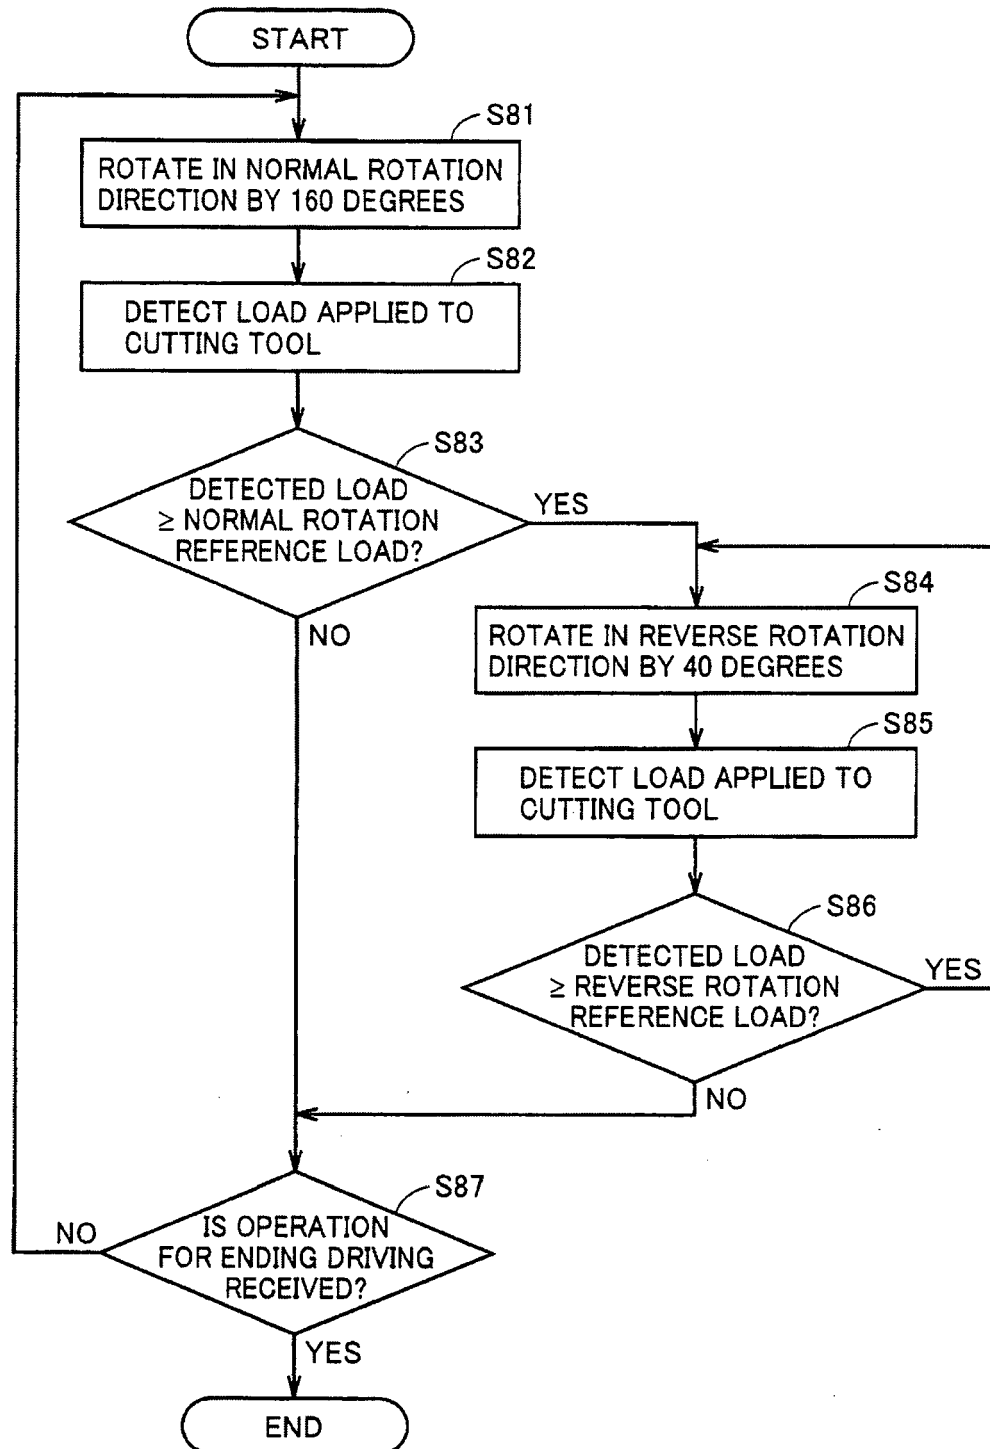 START
S81
ROTATE IN NORMAL ROTATION
DIRECTION BY 160 DEGREES
S82
DETECT LOAD APPLIED TO
CUTTING TOOL
S83
DETECTED LOAD
≥ NORMAL ROTATION
REFERENCE LOAD?
YES
NO
S84
ROTATE IN REVERSE ROTATION
DIRECTION BY 40 DEGREES
S85
DETECT LOAD APPLIED TO
CUTTING TOOL
S86
DETECTED LOAD
≥ REVERSE ROTATION
REFERENCE LOAD?
YES
NO
S87
IS OPERATION
FOR ENDING DRIVING
RECEIVED?
NO
YES
END